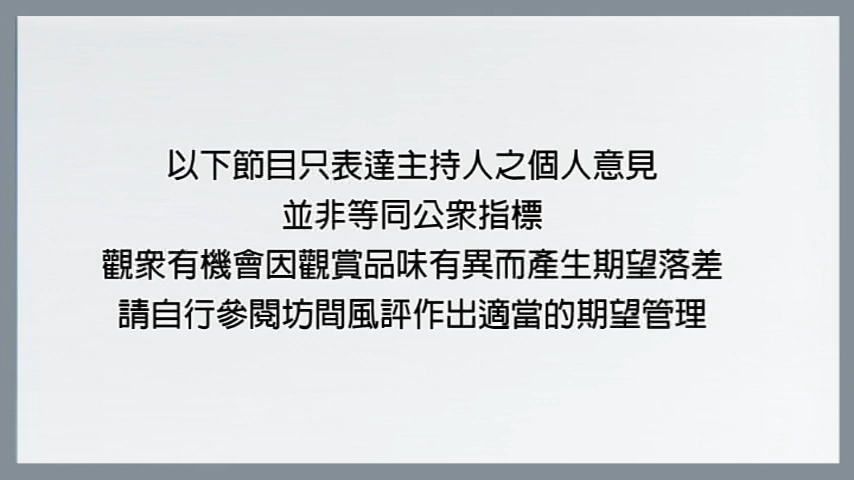 以下節目只表達主持人之個人意見
並非等同公眾指標
觀眾有機會因觀賞品味有異而產生期望落差
請自行參閱坊間風評作出適當的期望管理